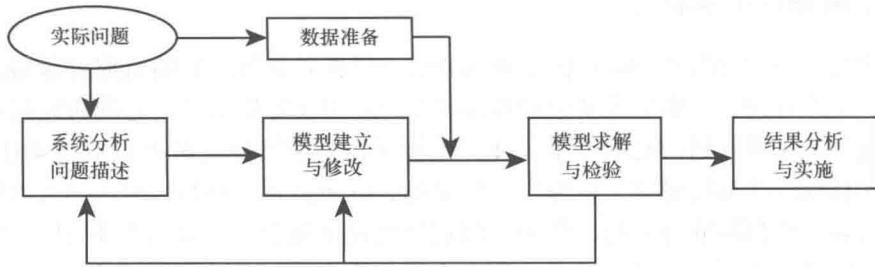 实际问题
数据准备
系统分析
问题描述
模型建立
与修改
模型求解
与检验
结果分析
与实施